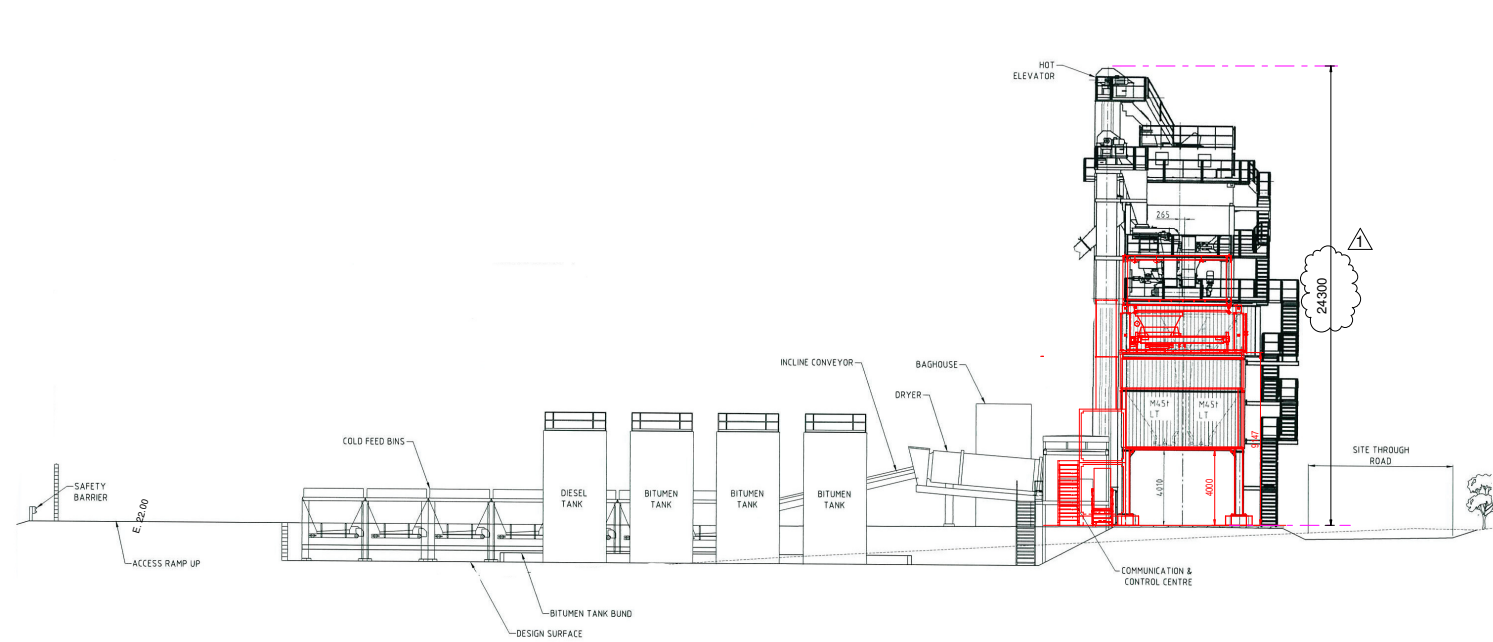 HOT
ELEVATOR
1
265
24300
INCLINE CONVEYOR
BAGHOUSE
DRYER
M45t
LT
M45t
LT
COLD FEED BINS
SITE THROUGH
ROAD
SAFETY
BARRIER
E. 22.00
DIESEL
TANK
BITUMEN
TANK
BITUMEN
TANK
BITUMEN
TANK
4010
4000
ACCESS RAMP UP
COMMUNICATION &
CONTROL CENTRE
BITUMEN TANK BUND
DESIGN SURFACE